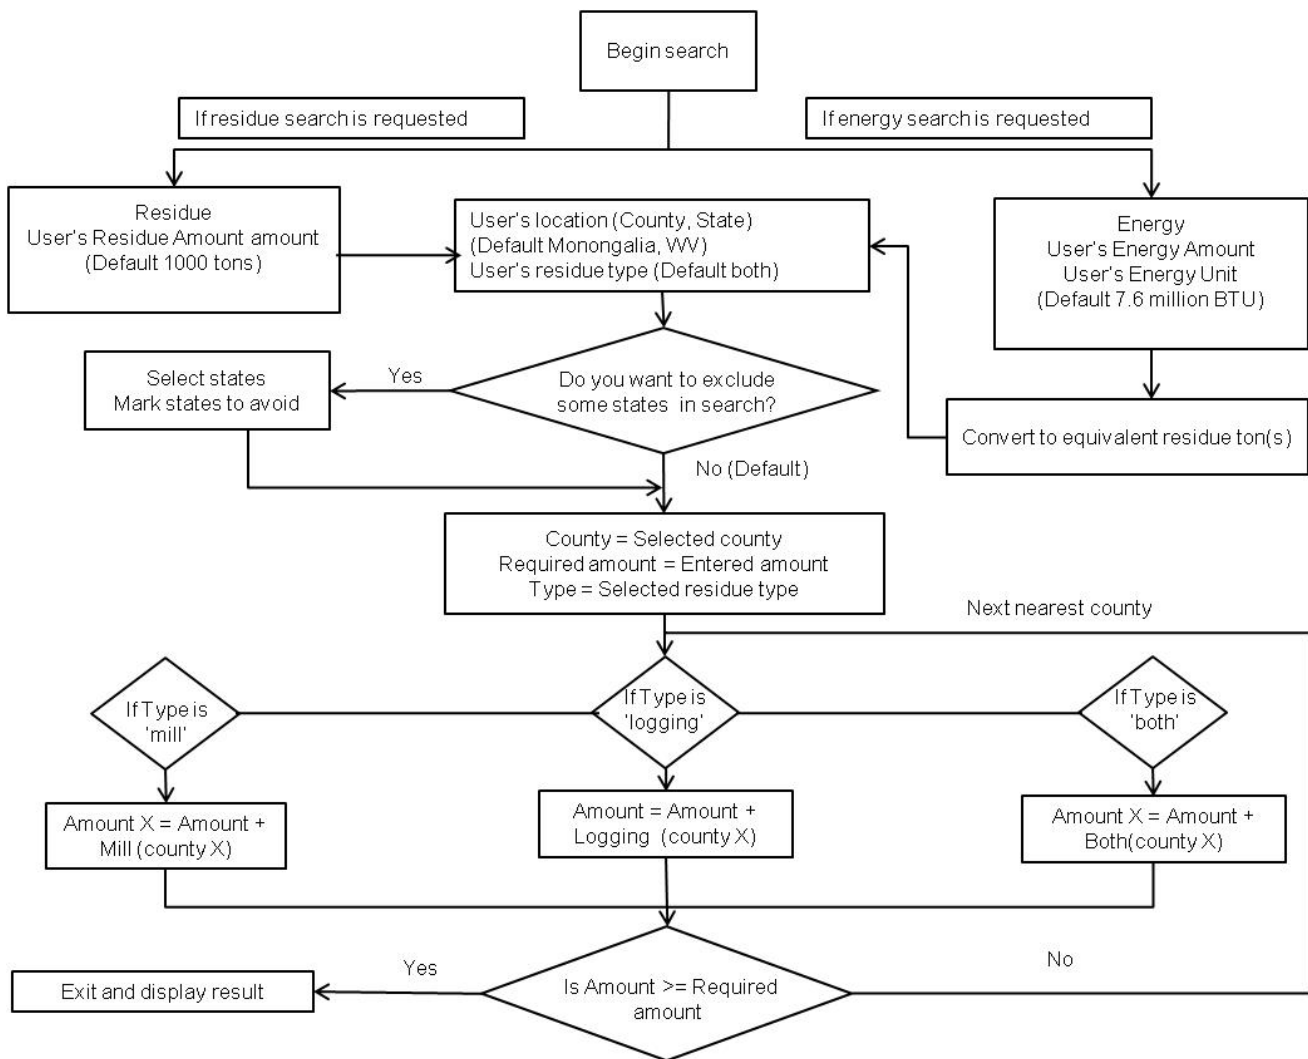 Begin search
If residue search is requested
If energy search is requested
Residue
User's Residue Amount amount
(Default 1000 tons)
User's location (County, State)
(Default Monongalia, WV)
User's residue type (Default both)
Energy
User's Energy Amount
User's Energy Unit
(Default 7.6 million BTU)
Select states
Mark states to avoid
Yes
Do you want to exclude
some states in search?
Convert to equivalent residue ton(s)
No (Default)
County = Selected county
Required amount = Entered amount
Type = Selected residue type
Next nearest county
If Type is
'mill'
If Type is
'logging'
If Type is
'both'
Amount X = Amount +
Mill (county X)
Amount = Amount +
Logging (county X)
Amount X = Amount +
Both(county X)
Yes
No
Exit and display result
Is Amount >= Required
amount